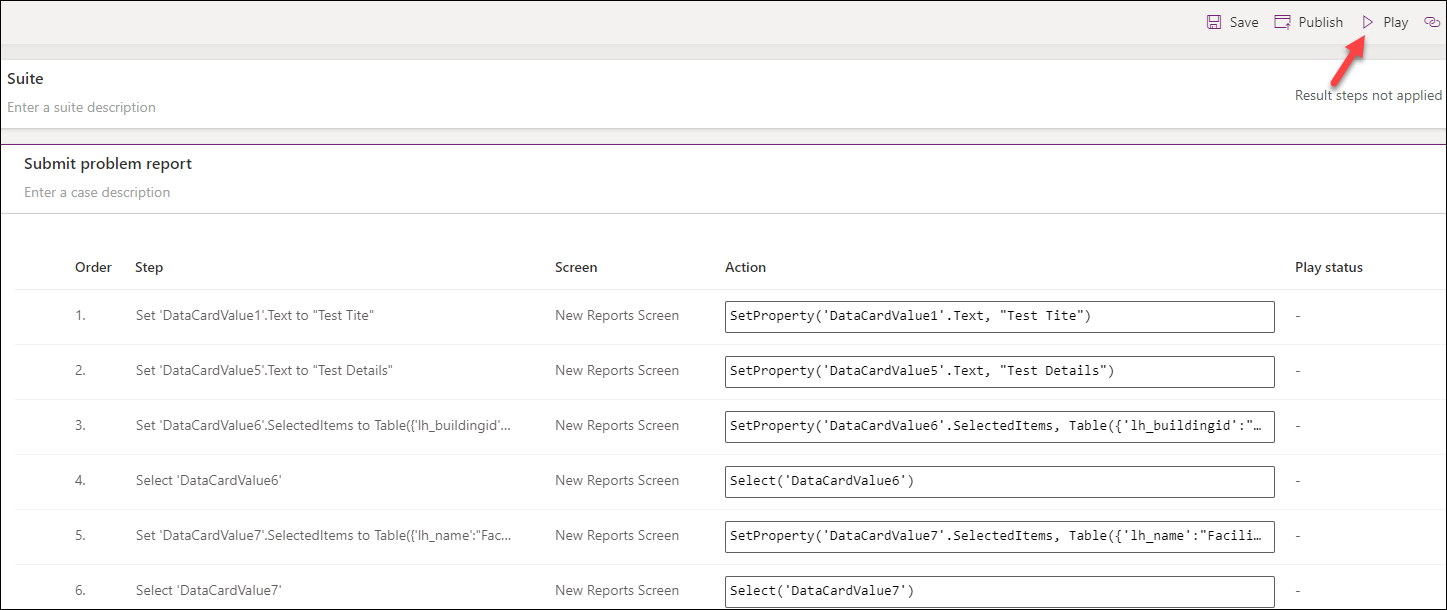 Save Publish Play
Suite
Enter a suite description
Result steps not applied
Submit problem report
Enter a case description
Order Step Screen Action Play status
1. Set 'DataCardValue1'.Text to "Test Tite" New Reports Screen SetProperty('DataCardValue1'.Text, "Test Tite") -
2. Set 'DataCardValue5'.Text to "Test Details" New Reports Screen SetProperty('DataCardValue5'.Text, "Test Details") -
3. Set 'DataCardValue6'.SelectedItems to Table({'lh_buildingid'... New Reports Screen SetProperty('DataCardValue6'.SelectedItems, Table({'lh_buildingid':"… -
4. Select 'DataCardValue6' New Reports Screen Select('DataCardValue6') -
5. Set 'DataCardValue7'.SelectedItems to Table({'lh_name':"Fac... New Reports Screen SetProperty('DataCardValue7'.SelectedItems, Table({'lh_name':"Facili… -
6. Select 'DataCardValue7' New Reports Screen Select('DataCardValue7') -